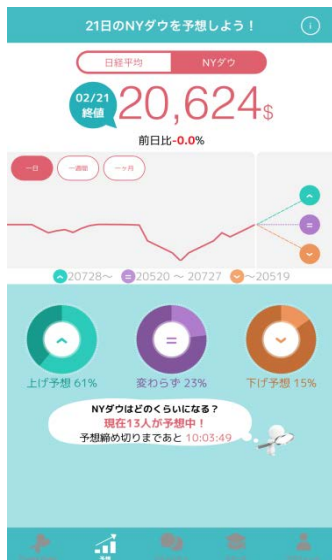 21日のNYダウを予想しよう！
日経平均 NYダウ
02/21
終値
20,624$
前日比-0.0%
一日 一週間 一ヶ月
20728〜 20520 〜 20727 〜20519
上げ予想 61% 変わらず 23% 下げ予想 15%
NYダウはどのくらいになる？
現在13人が予想中！
予想締め切りまであと 10:03:49
予想